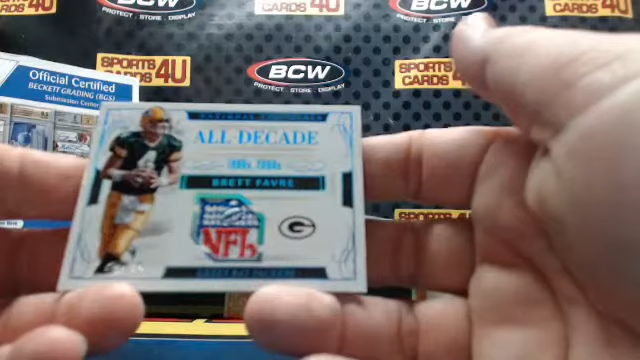 CARDS 4U
BCW
PROTECT . STORE . DISPLAY
SPORTS
CARDS 4U
BCW
PROTECT . STORE . DISPLAY
SPORTS
CARDS 4U
SPORTS
CARDS 4U
BCW
PROTECT . STORE . DISPLAY
SPORTS
CARDS 4U
Official Certified
BECKETT GRADING (BGS)
Submission Center
ALL DECADE
BRETT FAVRE
4
NFL
G
GREEN BAY PACKERS
SPORTS